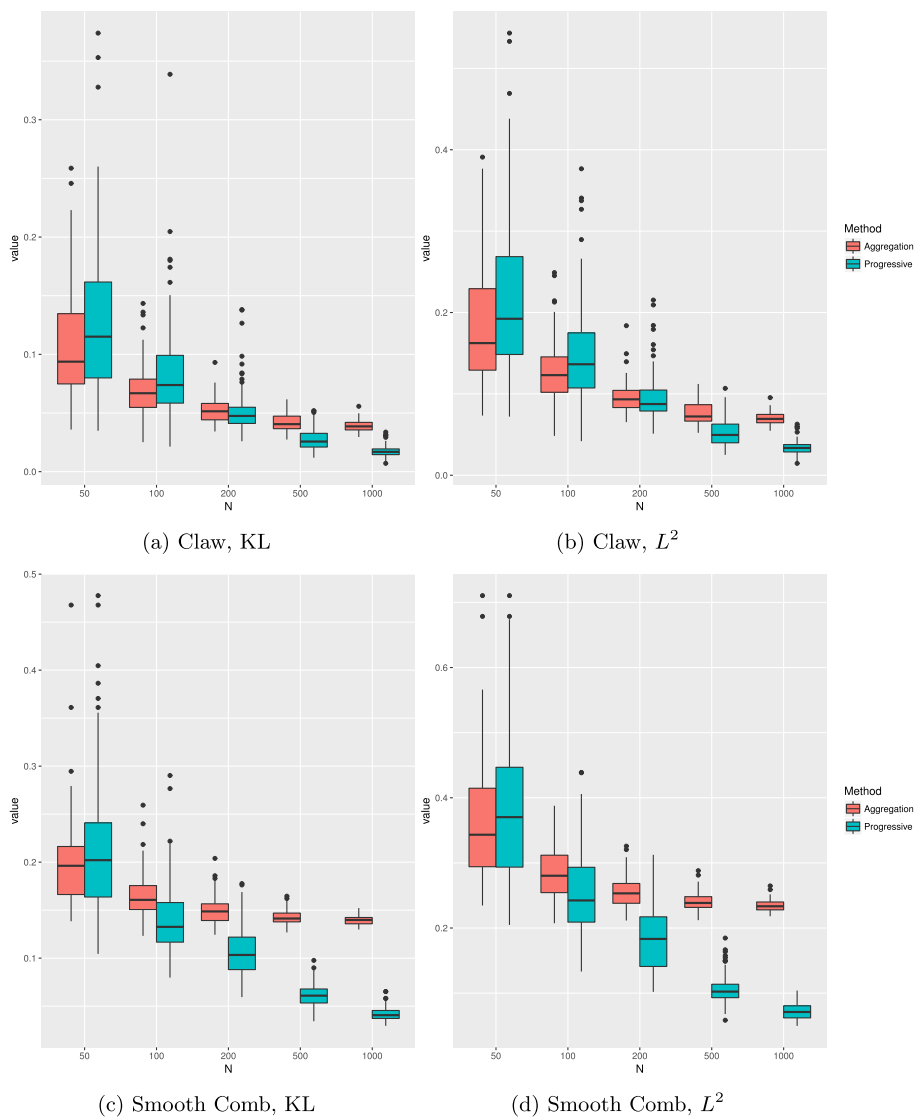 0.3
0.2
0.1
0.0
value
50 100 200 500 1000
N
(a) Claw, KL
0.4
0.2
0.0
value
50 100 200 500 1000
N
Method
Aggregation
Progressive
(b) Claw, L²
0.5
0.4
0.3
0.2
0.1
value
50 100 200 500 1000
N
(c) Smooth Comb, KL
0.6
0.4
0.2
value
50 100 200 500 1000
N
Method
Aggregation
Progressive
(d) Smooth Comb, L²